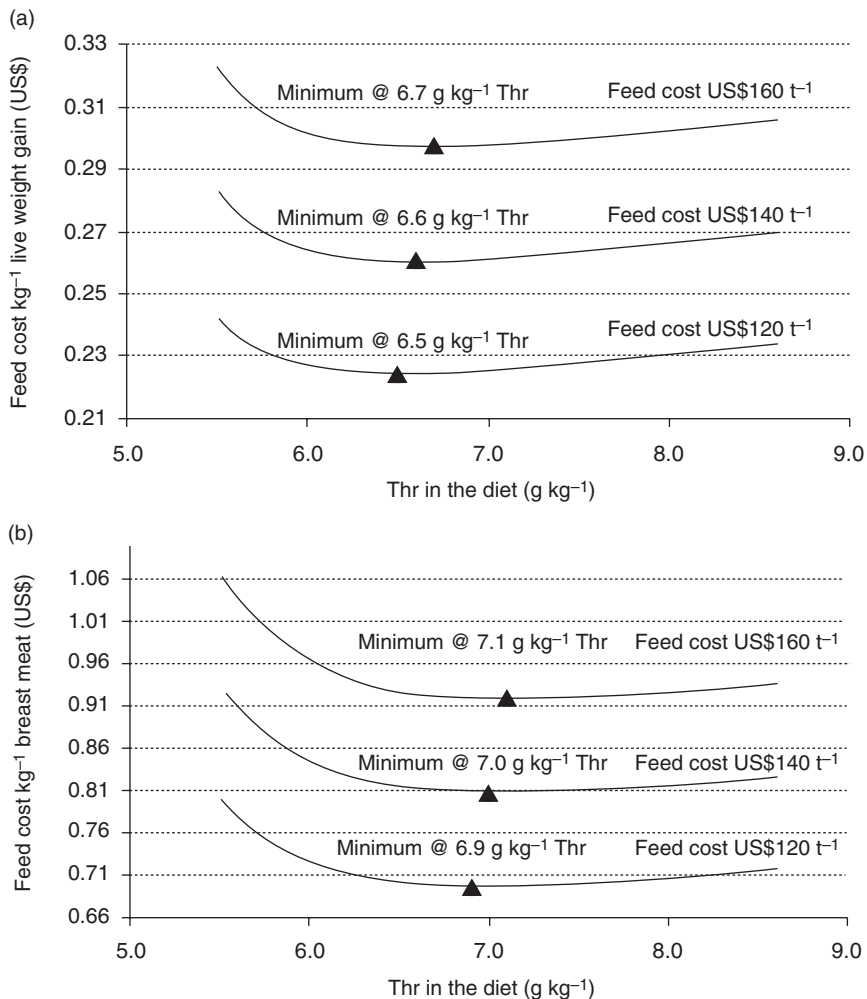 (a)
Feed cost kg⁻¹ live weight gain (US$)
0.33
0.31
0.29
0.27
0.25
0.23
0.21
Minimum @ 6.7 g kg⁻¹ Thr
Feed cost US$160 t⁻¹
Minimum @ 6.6 g kg⁻¹ Thr
Feed cost US$140 t⁻¹
Minimum @ 6.5 g kg⁻¹ Thr
Feed cost US$120 t⁻¹
5.0 6.0 7.0 8.0 9.0
Thr in the diet (g kg⁻¹)
(b)
Feed cost kg⁻¹ breast meat (US$)
1.06
1.01
0.96
0.91
0.86
0.81
0.76
0.71
0.66
Minimum @ 7.1 g kg⁻¹ Thr
Feed cost US$160 t⁻¹
Minimum @ 7.0 g kg⁻¹ Thr
Feed cost US$140 t⁻¹
Minimum @ 6.9 g kg⁻¹ Thr
Feed cost US$120 t⁻¹
5.0 6.0 7.0 8.0 9.0
Thr in the diet (g kg⁻¹)